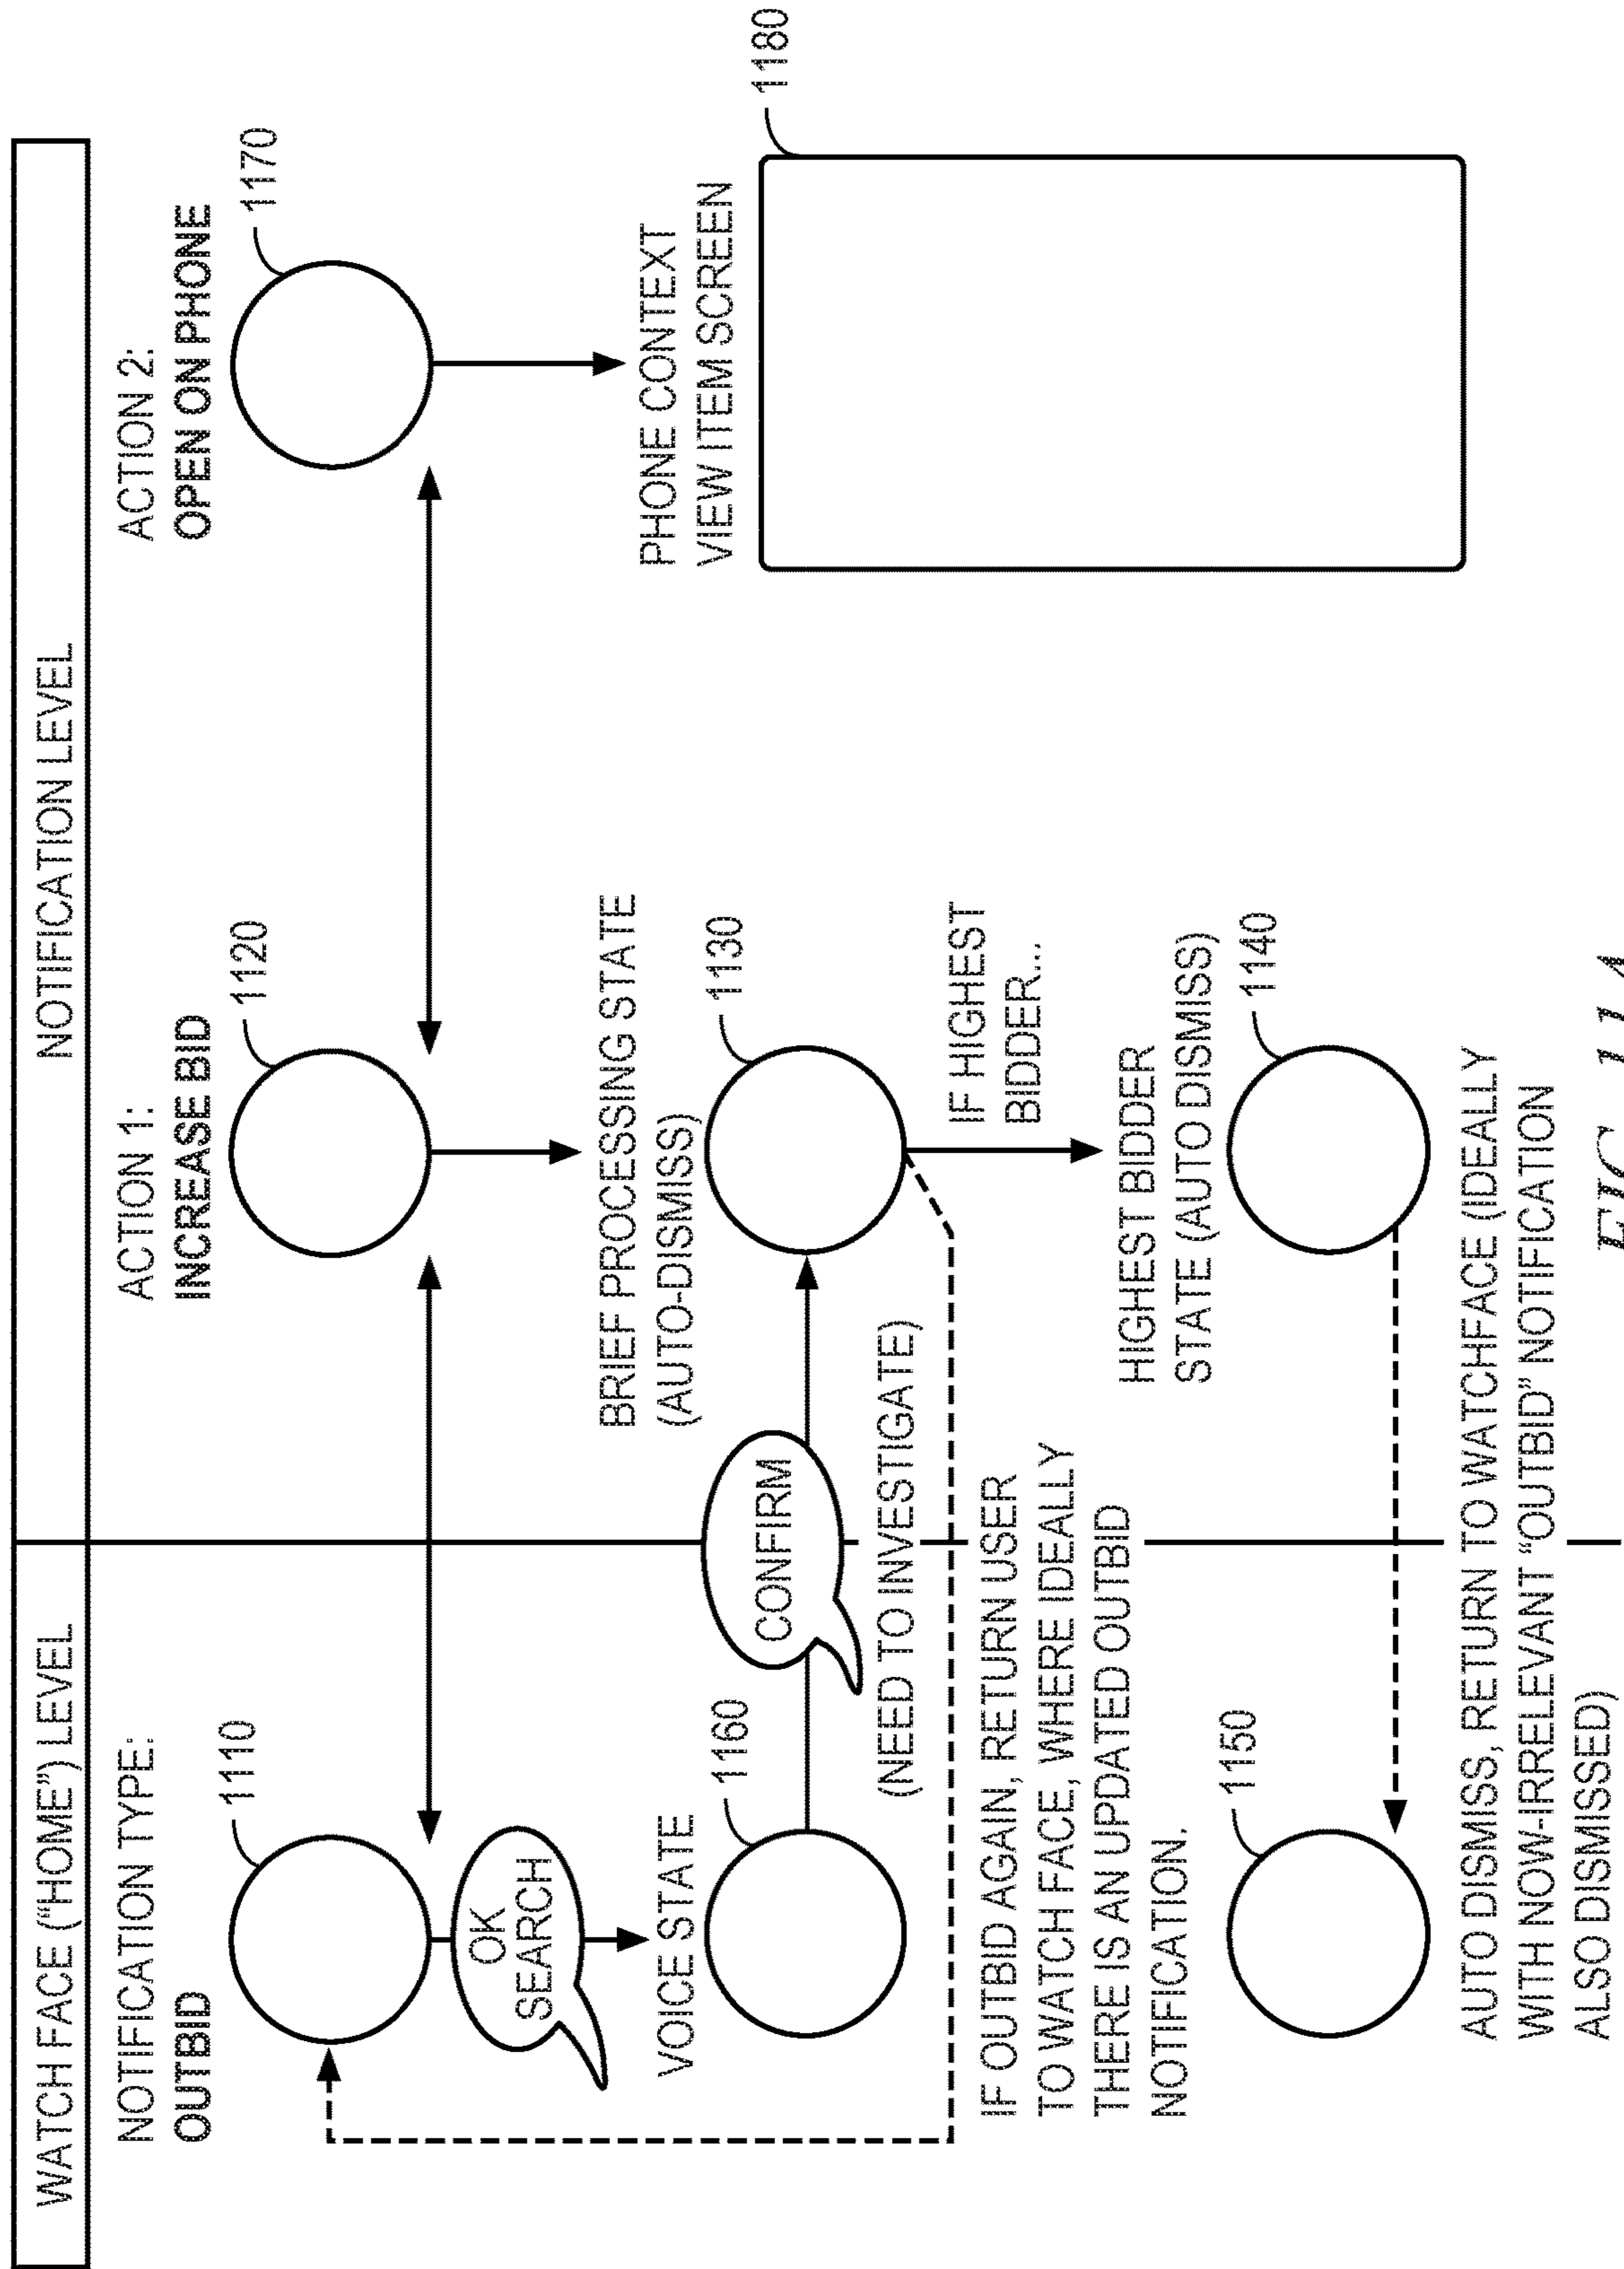 WATCH FACE ("HOME") LEVEL
NOTIFICATION LEVEL
NOTIFICATION TYPE:
OUTBID
1110
ACTION 1:
INCREASE BID
1120
ACTION 2:
OPEN ON PHONE
1170
OK
SEARCH
VOICE STATE
1160
CONFIRM
BRIEF PROCESSING STATE
(AUTO-DISMISS)
1130
PHONE CONTEXT
VIEW ITEM SCREEN
1180
(NEED TO INVESTIGATE)
IF OUTBID AGAIN, RETURN USER
TO WATCH FACE, WHERE IDEALLY
THERE IS AN UPDATED OUTBID
NOTIFICATION.
IF HIGHEST
BIDDER...
HIGHEST BIDDER
STATE (AUTO DISMISS)
1140
1150
AUTO DISMISS, RETURN TO WATCHFACE (IDEALLY
WITH NOW-IRRELEVANT “OUTBID” NOTIFICATION
ALSO DISMISSED)
FIG. 11A